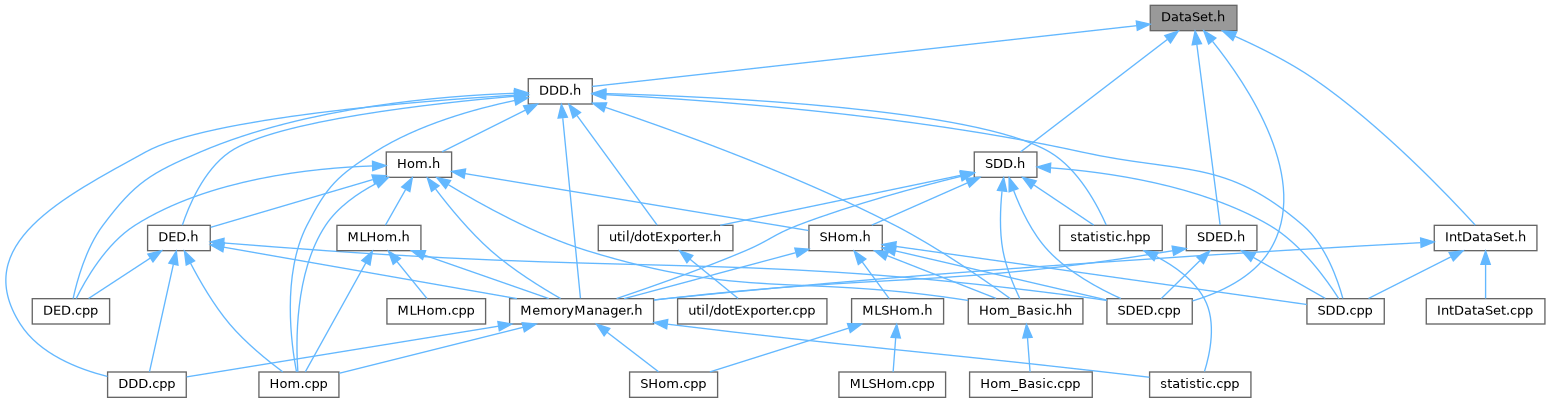 DataSet.h
DDD.h
Hom.h
SDD.h
DED.h
MLHom.h
util/dotExporter.h
SHom.h
statistic.hpp
SDED.h
IntDataSet.h
DED.cpp
MLHom.cpp
MemoryManager.h
util/dotExporter.cpp
MLSHom.h
Hom_Basic.hh
SDED.cpp
SDD.cpp
IntDataSet.cpp
DDD.cpp
Hom.cpp
SHom.cpp
MLSHom.cpp
Hom_Basic.cpp
statistic.cpp